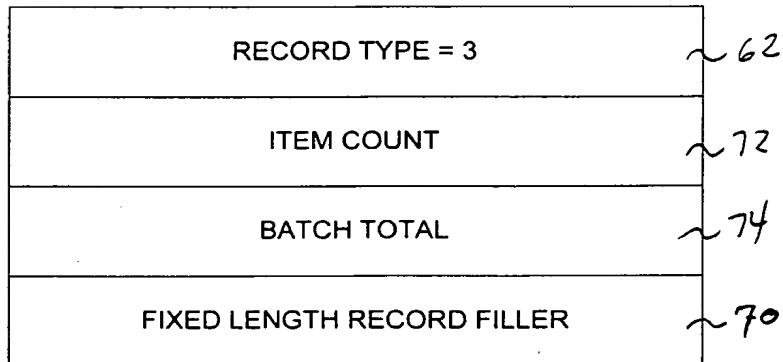 RECORD TYPE = 3 62
ITEM COUNT 72
BATCH TOTAL 74
FIXED LENGTH RECORD FILLER 70